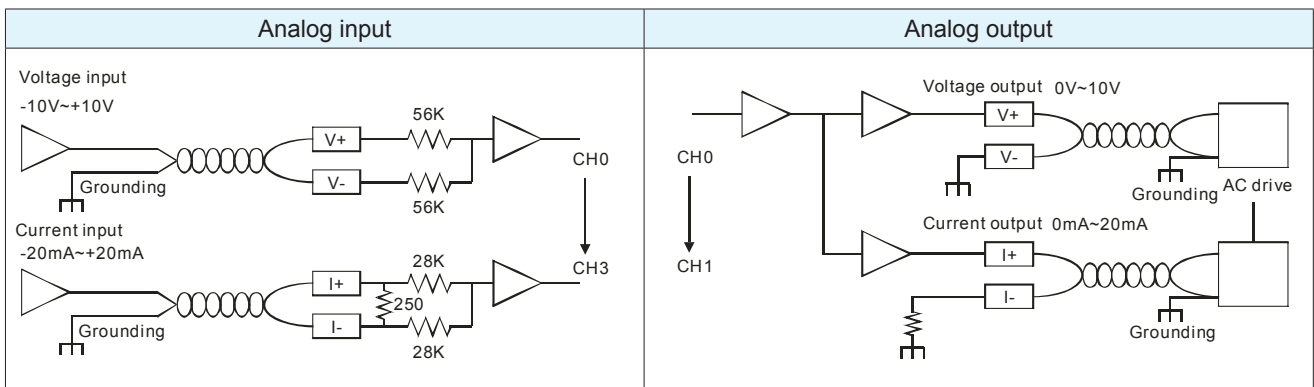 Analog input
Voltage input
-10V~+10V
Grounding
V+
V-
56K
56K
CH0
CH3
Current input
-20mA~+20mA
Grounding
I+
I-
28K
250
28K
Analog output
CH0
CH1
Voltage output 0V~10V
V+
V-
Grounding
AC drive
Current output 0mA~20mA
I+
I-
Grounding